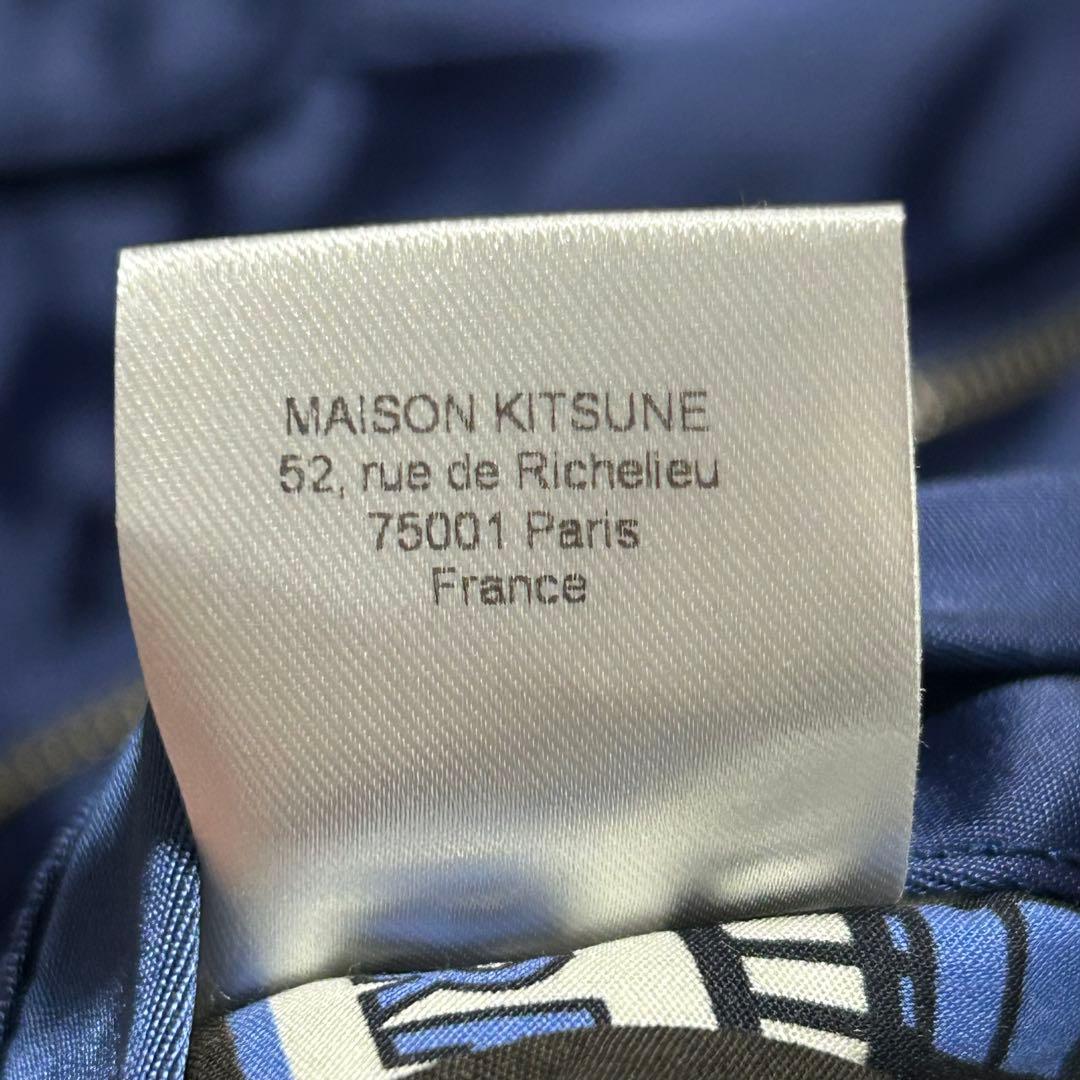 MAISON KITSUNE
52, rue de Richelieu
75001 Paris
France